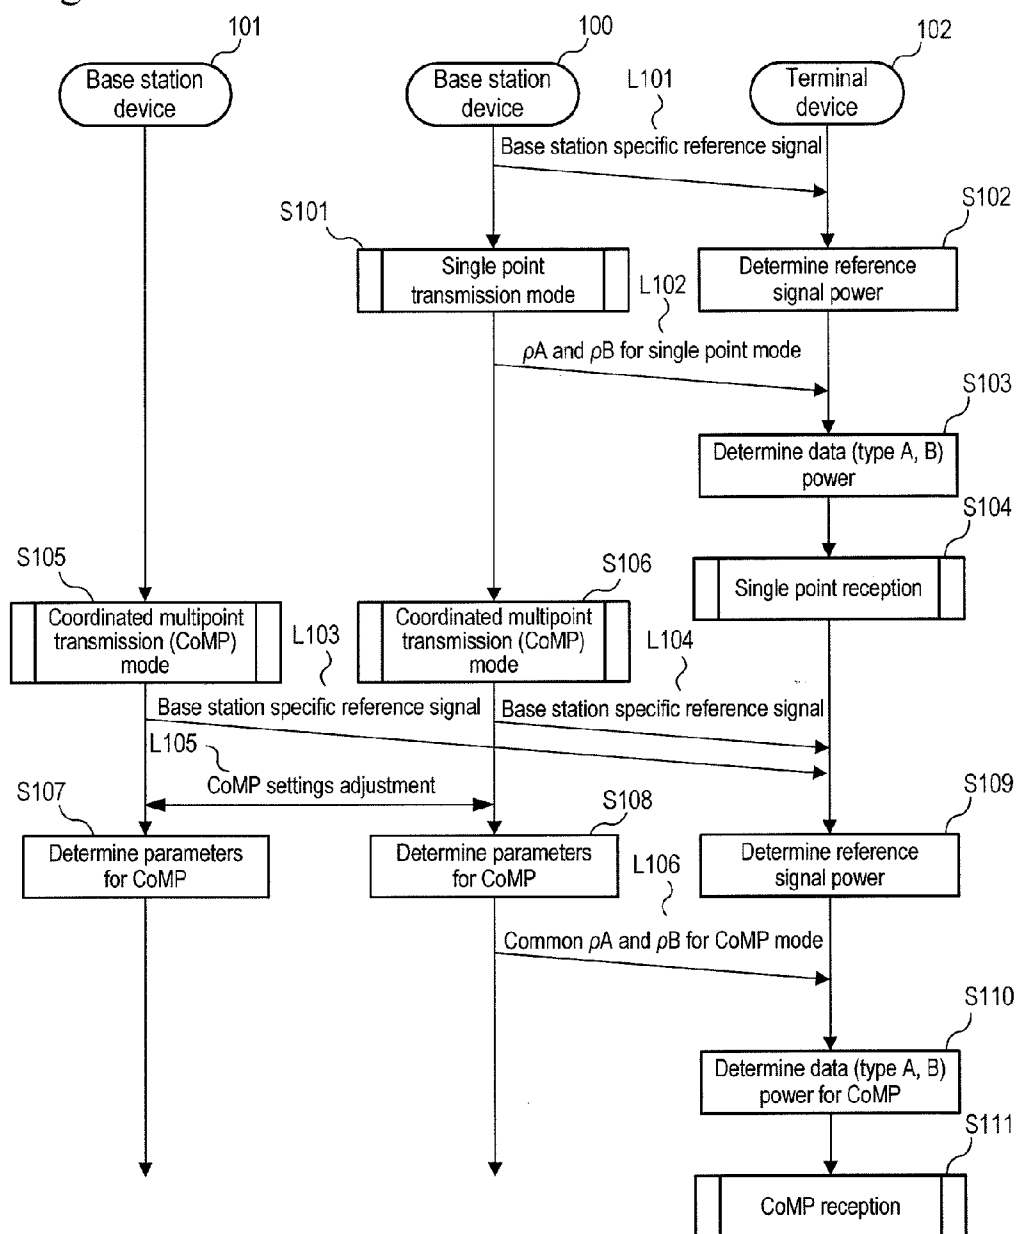 g
101
100
102
Base station
device
Base station
device
Terminal
device
L101
Base station specific reference signal
S101
S102
Single point
transmission mode
Determine reference
signal power
L102
ρA and ρB for single point mode
S103
Determine data (type A, B)
power
S104
Single point reception
S105
S106
Coordinated multipoint
transmission (CoMP)
mode
Coordinated multipoint
transmission (CoMP)
mode
L103
L104
Base station specific reference signal
Base station specific reference signal
L105
CoMP settings adjustment
S107
S108
S109
Determine parameters
for CoMP
Determine parameters
for CoMP
Determine reference
signal power
L106
Common ρA and ρB for CoMP mode
S110
Determine data (type A, B)
power for CoMP
S111
CoMP reception